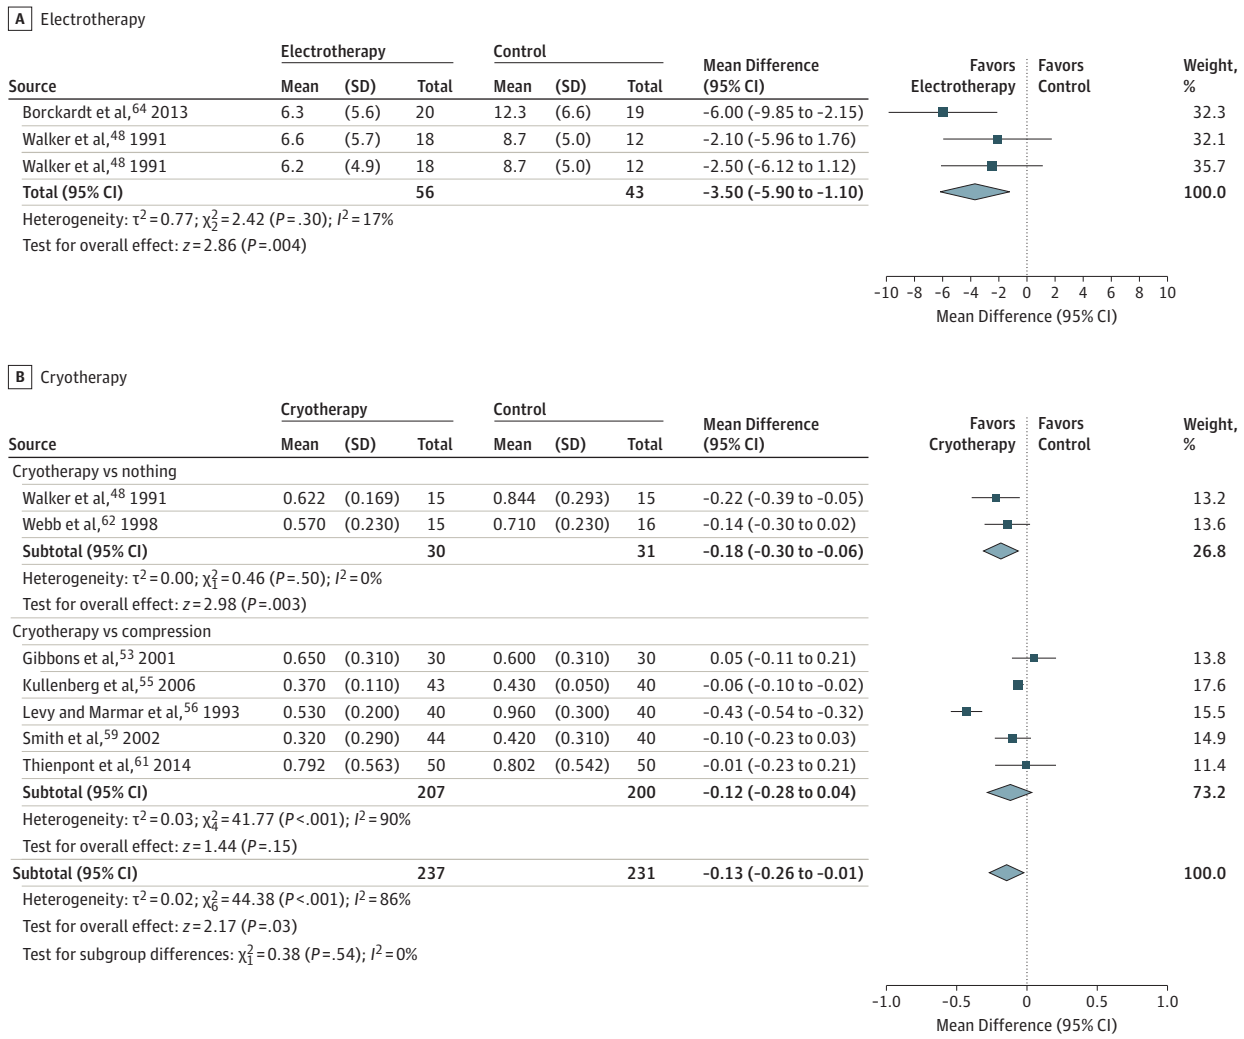 A Electrotherapy
Electrotherapy Control
Mean Difference (95% CI) Favors Electrotherapy Favors Control Weight, %
Source Mean (SD) Total Mean (SD) Total
Borckardt et al,64 2013 6.3 (5.6) 20 12.3 (6.6) 19 -6.00 (-9.85 to -2.15) 32.3
Walker et al,48 1991 6.6 (5.7) 18 8.7 (5.0) 12 -2.10 (-5.96 to 1.76) 32.1
Walker et al,48 1991 6.2 (4.9) 18 8.7 (5.0) 12 -2.50 (-6.12 to 1.12) 35.7
Total (95% CI) 56 43 -3.50 (-5.90 to -1.10) 100.0
Heterogeneity: τ2=0.77; χ22=2.42 (P=.30); I2=17%
Test for overall effect: z=2.86 (P=.004)
-10 -8 -6 -4 -2 0 2 4 6 8 10
Mean Difference (95% CI)
B Cryotherapy
Cryotherapy Control
Mean Difference (95% CI) Favors Cryotherapy Favors Control Weight, %
Source Mean (SD) Total Mean (SD) Total
Cryotherapy vs nothing
Walker et al,48 1991 0.622 (0.169) 15 0.844 (0.293) 15 -0.22 (-0.39 to -0.05) 13.2
Webb et al,62 1998 0.570 (0.230) 15 0.710 (0.230) 16 -0.14 (-0.30 to 0.02) 13.6
Subtotal (95% CI) 30 31 -0.18 (-0.30 to -0.06) 26.8
Heterogeneity: τ2=0.00; χ21=0.46 (P=.50); I2=0%
Test for overall effect: z=2.98 (P=.003)
Cryotherapy vs compression
Gibbons et al,53 2001 0.650 (0.310) 30 0.600 (0.310) 30 0.05 (-0.11 to 0.21) 13.8
Kullenberg et al,55 2006 0.370 (0.110) 43 0.430 (0.050) 40 -0.06 (-0.10 to -0.02) 17.6
Levy and Marmar et al,56 1993 0.530 (0.200) 40 0.960 (0.300) 40 -0.43 (-0.54 to -0.32) 15.5
Smith et al,59 2002 0.320 (0.290) 44 0.420 (0.310) 40 -0.10 (-0.23 to 0.03) 14.9
Thienpont et al,61 2014 0.792 (0.563) 50 0.802 (0.542) 50 -0.01 (-0.23 to 0.21) 11.4
Subtotal (95% CI) 207 200 -0.12 (-0.28 to 0.04) 73.2
Heterogeneity: τ2=0.03; χ24=41.77 (P<.001); I2=90%
Test for overall effect: z=1.44 (P=.15)
Subtotal (95% CI) 237 231 -0.13 (-0.26 to -0.01) 100.0
Heterogeneity: τ2=0.02; χ26=44.38 (P<.001); I2=86%
Test for overall effect: z=2.17 (P=.03)
Test for subgroup differences: χ21=0.38 (P=.54); I2=0%
-1.0 -0.5 0 0.5 1.0
Mean Difference (95% CI)